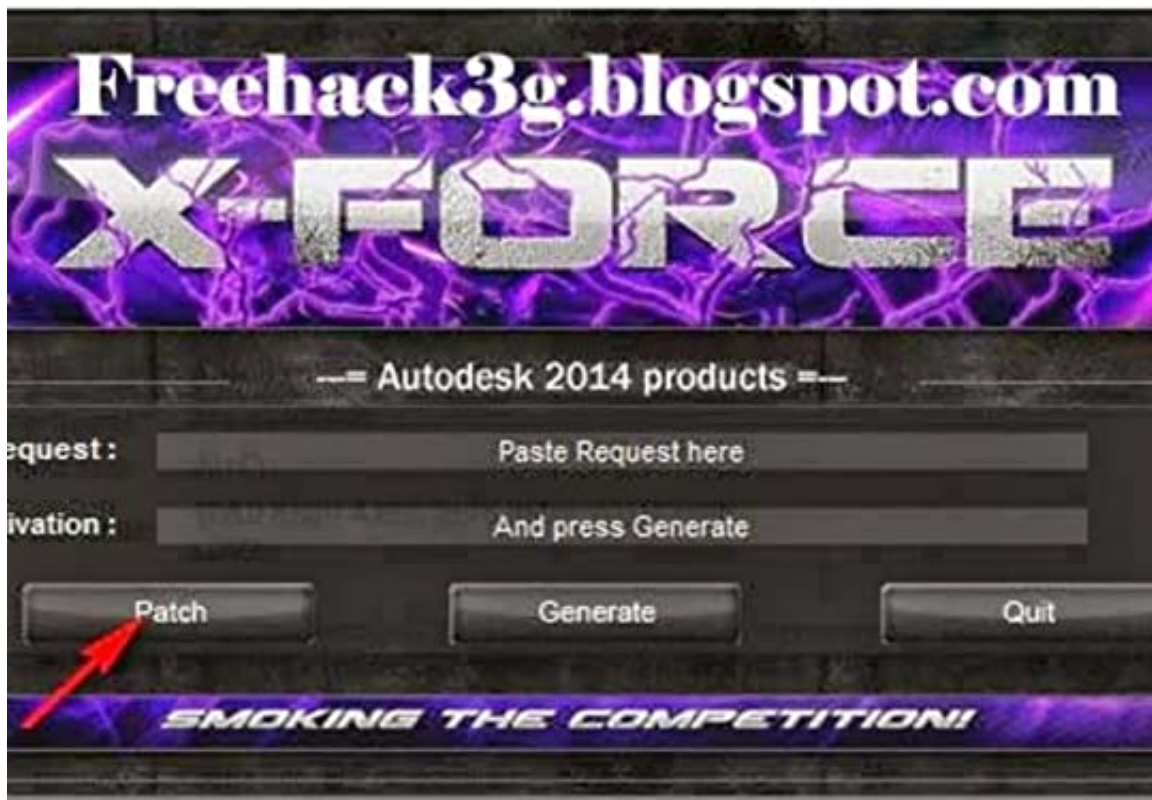 Freehack3g.blogspot.com
X-FORCE
---= Autodesk 2014 products =---
equest :
Paste Request here
ivation :
And press Generate
Patch
Generate
Quit
SMOKING THE COMPETITION!